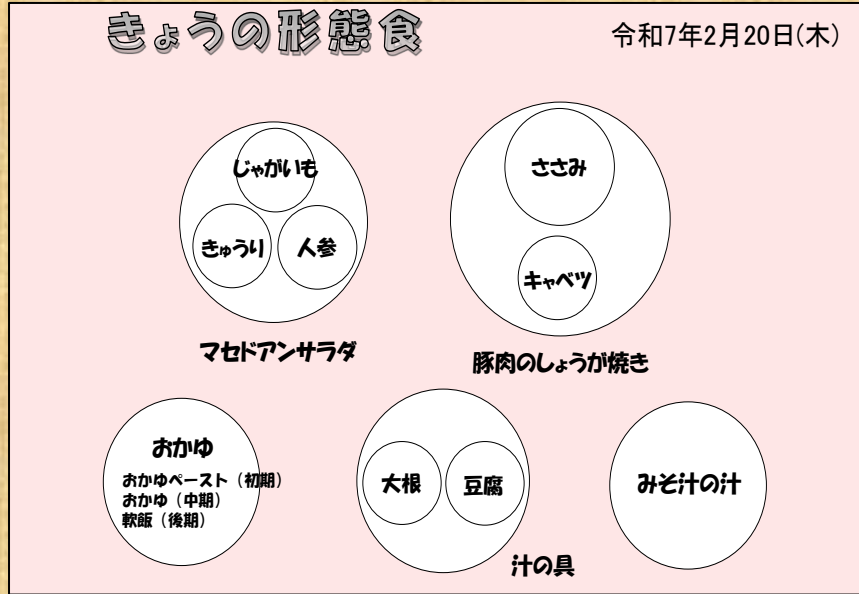 きょうの形態食
令和7年2月20日(木)
じゃがいも
きゅうり
人参
マセドアンサラダ
ささみ
キャベツ
豚肉のしょうが焼き
おかゆ
おかゆペースト（初期）
おかゆ（中期）
軟飯（後期）
大根
豆腐
汁の具
みそ汁の汁